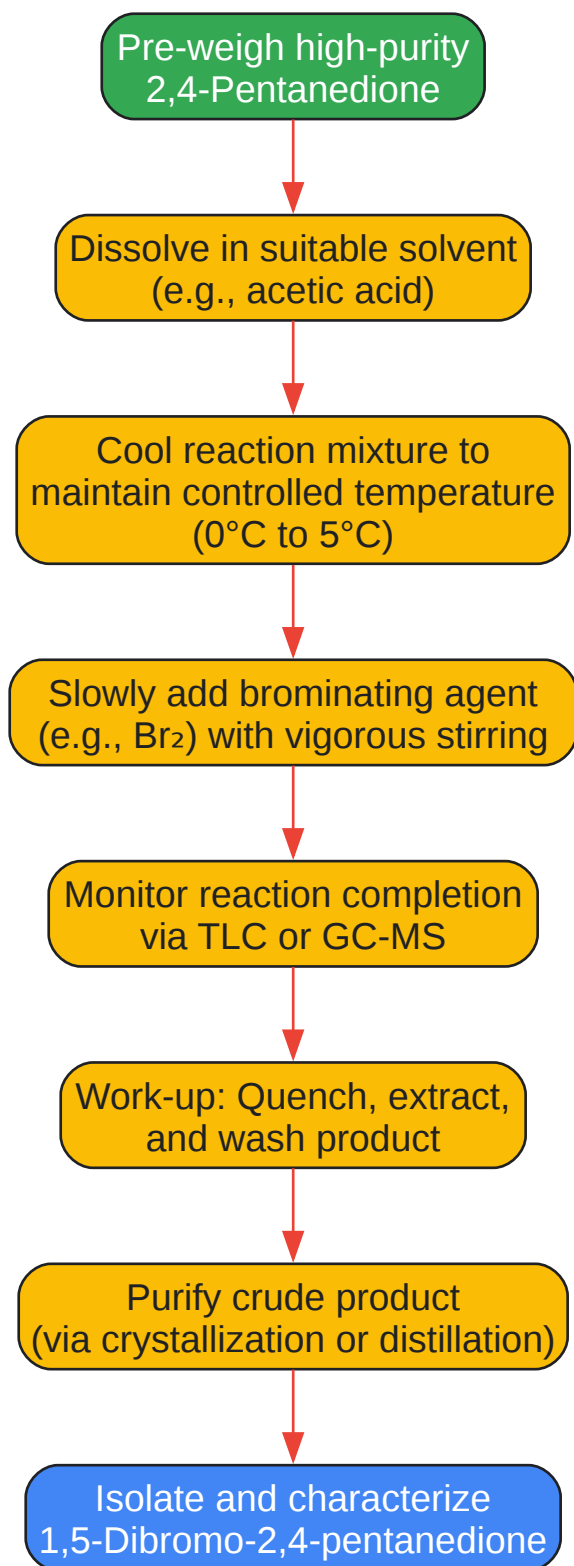 Pre-weigh high-purity
2,4-Pentanedione
Dissolve in suitable solvent
(e.g., acetic acid)
Cool reaction mixture to
maintain controlled temperature
(0°C to 5°C)
Slowly add brominating agent
(e.g., Br₂) with vigorous stirring
Monitor reaction completion
via TLC or GC-MS
Work-up: Quench, extract,
and wash product
Purify crude product
(via crystallization or distillation)
Isolate and characterize
1,5-Dibromo-2,4-pentanedione